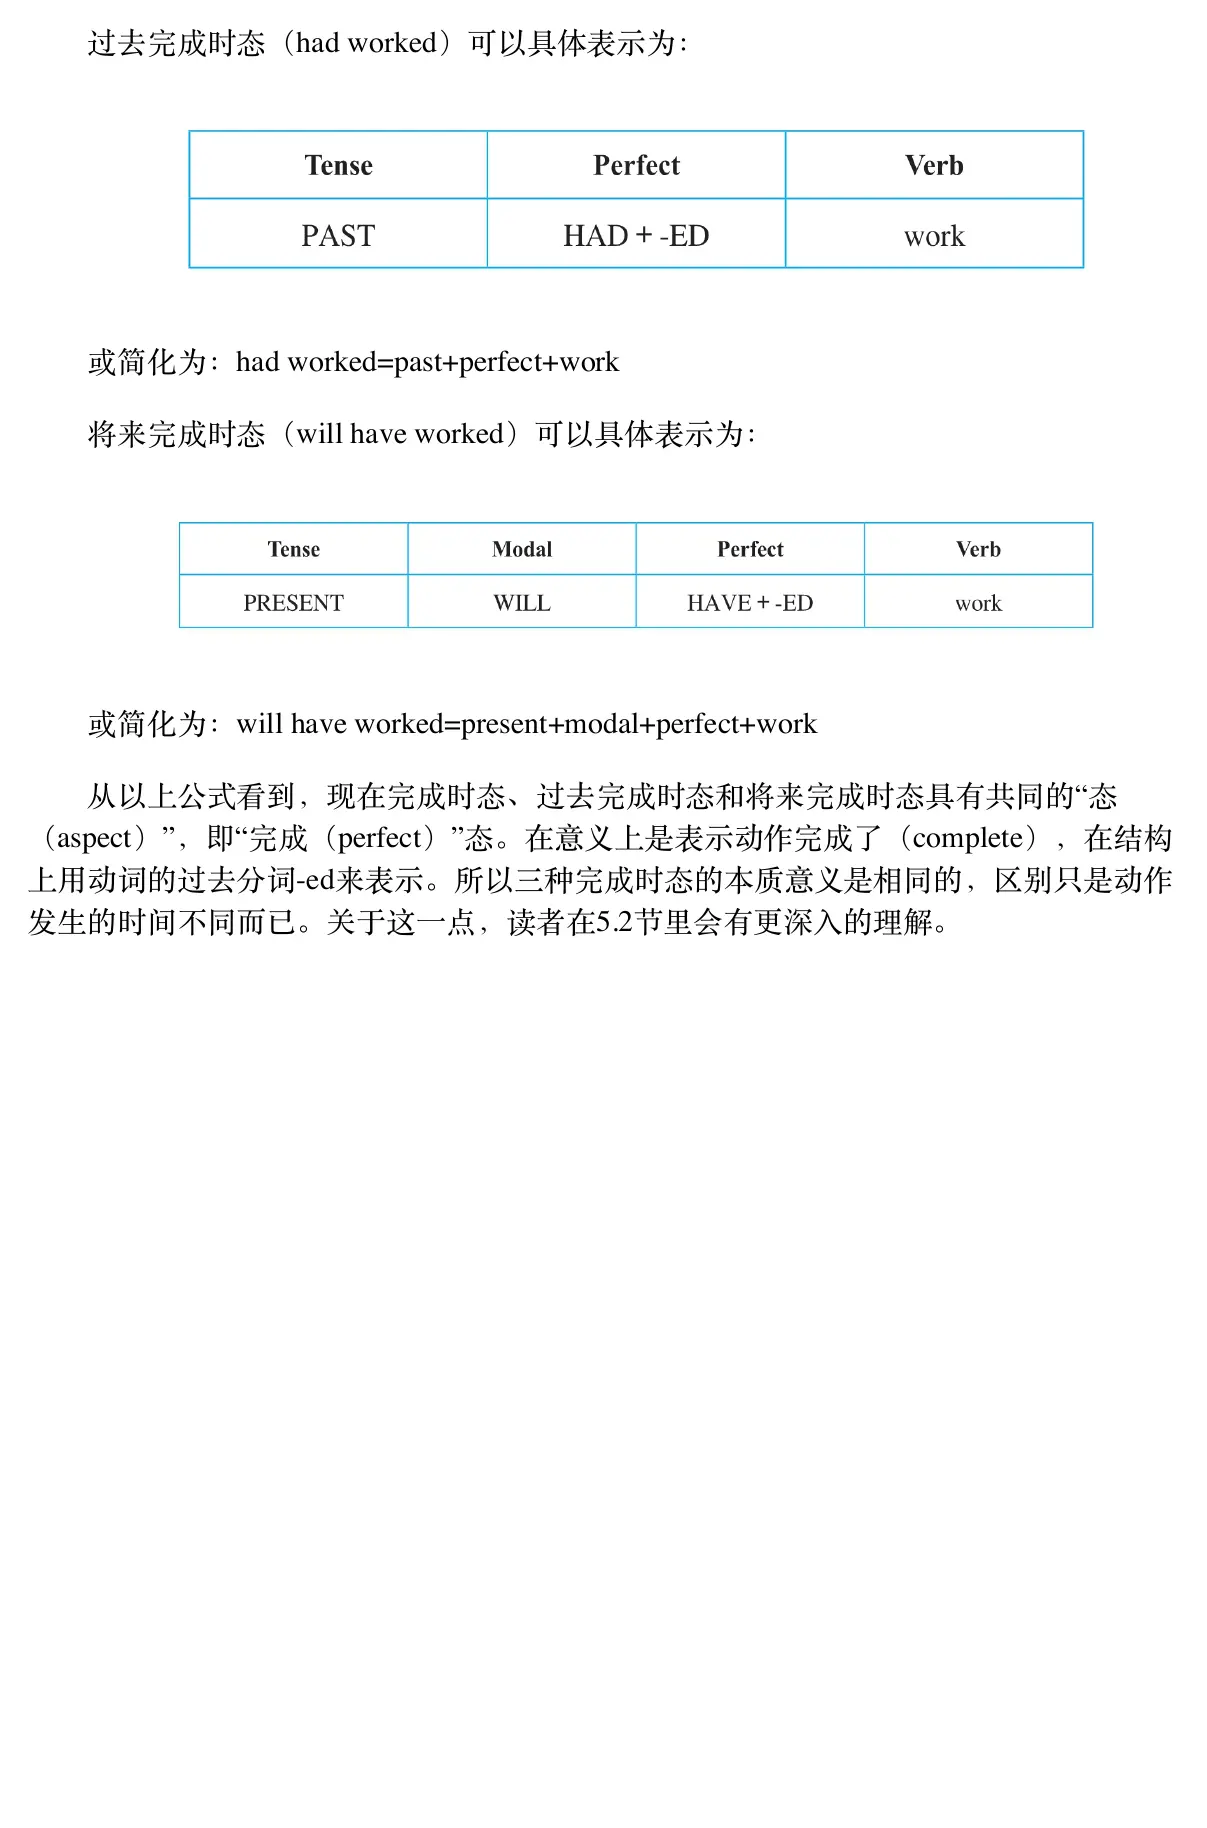 过去完成时态（had worked）可以具体表示为：
Tense Perfect Verb
PAST HAD＋-ED work
或简化为：had worked=past+perfect+work
将来完成时态（will have worked）可以具体表示为：
Tense Modal Perfect Verb
PRESENT WILL HAVE＋-ED work
或简化为：will have worked=present+modal+perfect+work
从以上公式看到，现在完成时态、过去完成时态和将来完成时态具有共同的“态
（aspect）”，即“完成（perfect）”态。在意义上是表示动作完成了（complete），在结构
上用动词的过去分词-ed来表示。所以三种完成时态的本质意义是相同的，区别只是动作
发生的时间不同而已。关于这一点，读者在5.2节里会有更深入的理解。